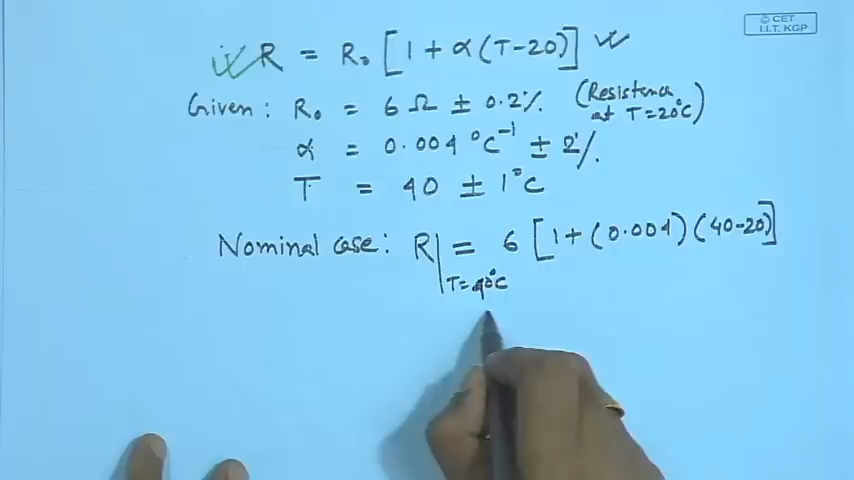 © CET
I.I.T. KGP
R = R₀ [1 + α(T-20)]
Given: R₀ = 6 Ω ± 0.2% (Resistance at T=20°C)
α = 0.004 °C⁻¹ ± 2%
T = 40 ± 1°C
Nominal case: R| = 6 [1+(0.004)(40-20)]
T=40°C